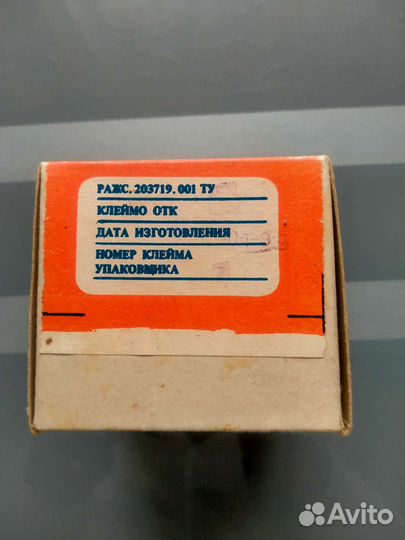 РАЖС. 203719. 001 ТУ
КЛЕЙМО ОТК
ДАТА ИЗГОТОВЛЕНИЯ
НОМЕР КЛЕЙМА
УПАКОВЩИКА
Avito